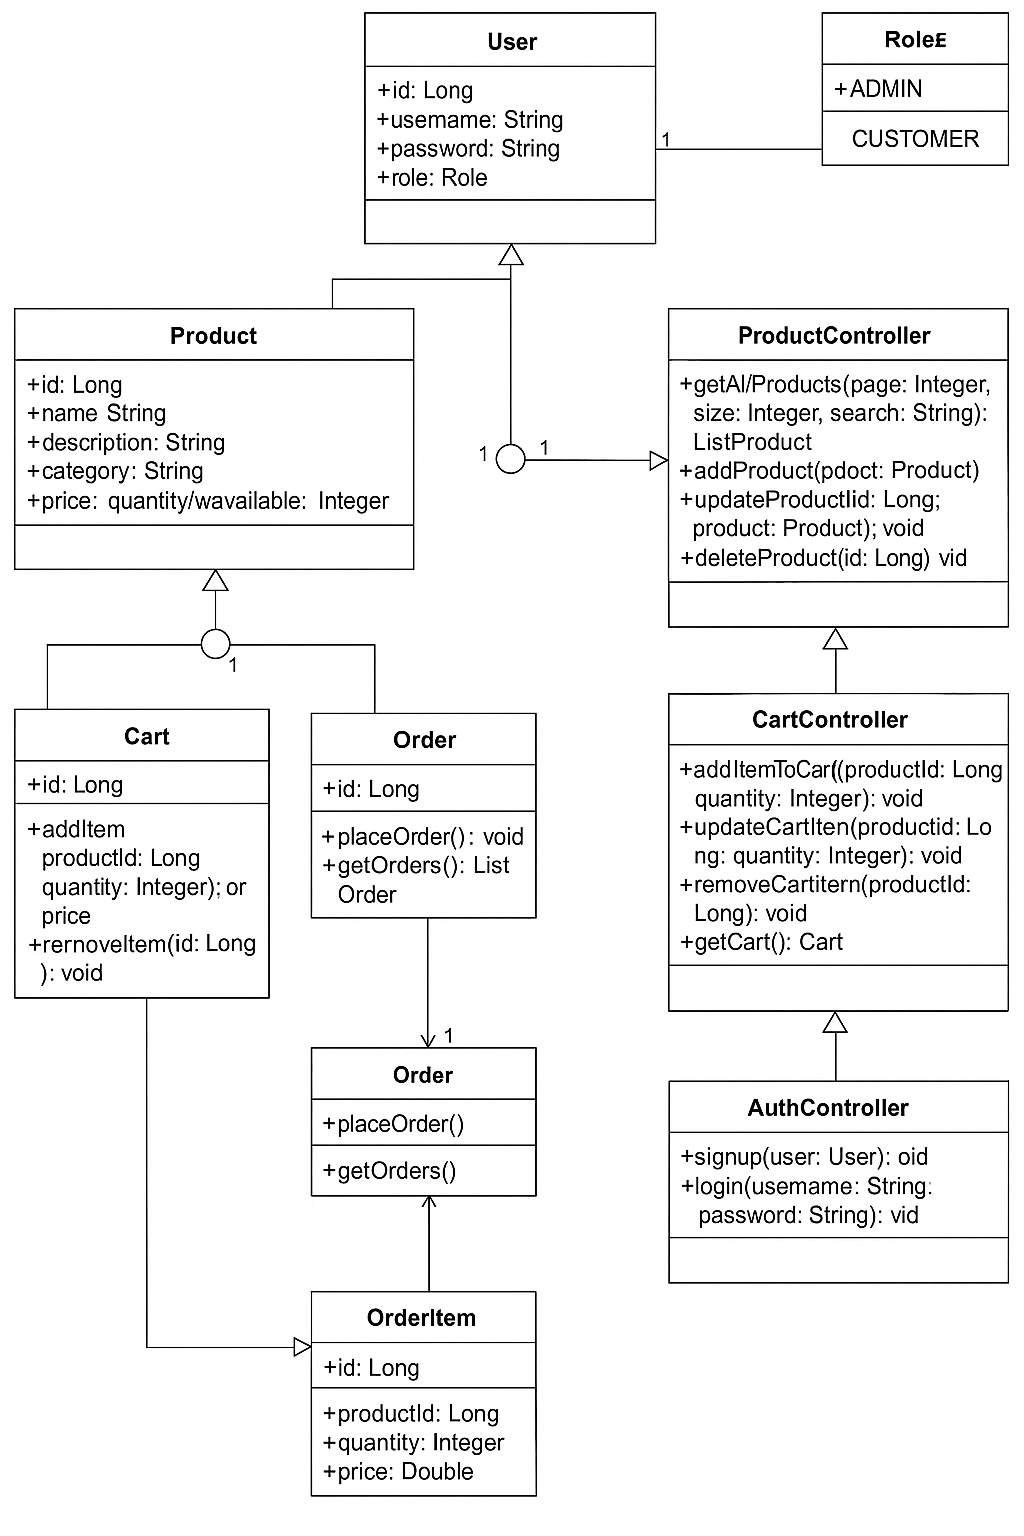 User
+id: Long
+usemame: String
+password: String
+role: Role
1
Role£
+ADMIN
CUSTOMER
Product
+id: Long
+name String
+description: String
+category: String
+price: quantity/wavailable: Integer
1
1
ProductController
+getAl/Products(page: Integer,
size: Integer, search: String):
ListProduct
+addProduct(pdoct: Product)
+updateProductIid: Long;
product: Product); void
+deleteProduct(id: Long) vid
1
Cart
+id: Long
+addItem
productId: Long
quantity: Integer); or
price
+rernoveltem(id: Long
): void
Order
+id: Long
+placeOrder(): void
+getOrders(): List
Order
1
CartController
+addItemToCar((productId: Long
quantity: Integer): void
+updateCartIten(productid: Lo
ng: quantity: Integer): void
+removeCartitern(productId:
Long): void
+getCart(): Cart
Order
+placeOrder()
+getOrders()
AuthController
+signup(user: User): oid
+login(usemame: String:
password: String): vid
OrderItem
+id: Long
+productId: Long
+quantity: Integer
+price: Double